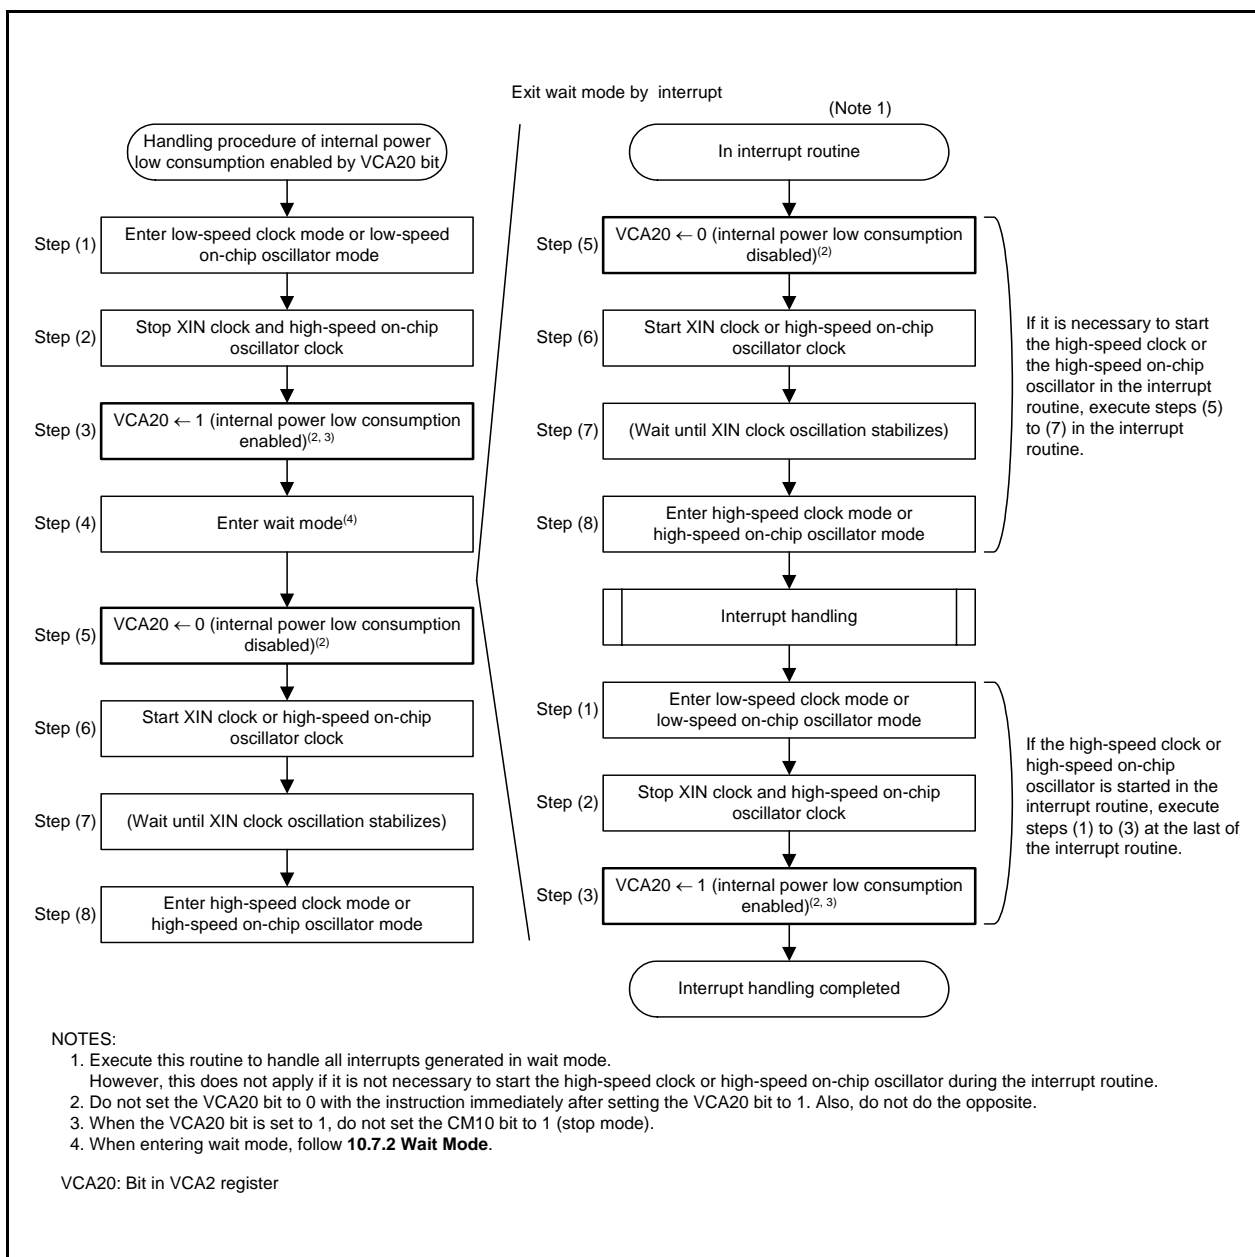 Exit wait mode by interrupt
(Note 1)
Handling procedure of internal power
low consumption enabled by VCA20 bit
Step (1)
Enter low-speed clock mode or low-speed
on-chip oscillator mode
Step (2)
Stop XIN clock and high-speed on-chip
oscillator clock
Step (3)
VCA20 ← 1 (internal power low consumption
enabled)(2, 3)
Step (4)
Enter wait mode(4)
Step (5)
VCA20 ← 0 (internal power low consumption
disabled)(2)
Step (6)
Start XIN clock or high-speed on-chip
oscillator clock
Step (7)
(Wait until XIN clock oscillation stabilizes)
Step (8)
Enter high-speed clock mode or
high-speed on-chip oscillator mode
In interrupt routine
Step (5)
VCA20 ← 0 (internal power low consumption
disabled)(2)
Step (6)
Start XIN clock or high-speed on-chip
oscillator clock
Step (7)
(Wait until XIN clock oscillation stabilizes)
Step (8)
Enter high-speed clock mode or
high-speed on-chip oscillator mode
If it is necessary to start
the high-speed clock or
the high-speed on-chip
oscillator in the interrupt
routine, execute steps (5)
to (7) in the interrupt
routine.
Interrupt handling
Step (1)
Enter low-speed clock mode or
low-speed on-chip oscillator mode
Step (2)
Stop XIN clock and high-speed on-chip
oscillator clock
Step (3)
VCA20 ← 1 (internal power low consumption
enabled)(2, 3)
If the high-speed clock or
high-speed on-chip
oscillator is started in the
interrupt routine, execute
steps (1) to (3) at the last of
the interrupt routine.
Interrupt handling completed
NOTES:
1. Execute this routine to handle all interrupts generated in wait mode.
However, this does not apply if it is not necessary to start the high-speed clock or high-speed on-chip oscillator during the interrupt routine.
2. Do not set the VCA20 bit to 0 with the instruction immediately after setting the VCA20 bit to 1. Also, do not do the opposite.
3. When the VCA20 bit is set to 1, do not set the CM10 bit to 1 (stop mode).
4. When entering wait mode, follow 10.7.2 Wait Mode.
VCA20: Bit in VCA2 register